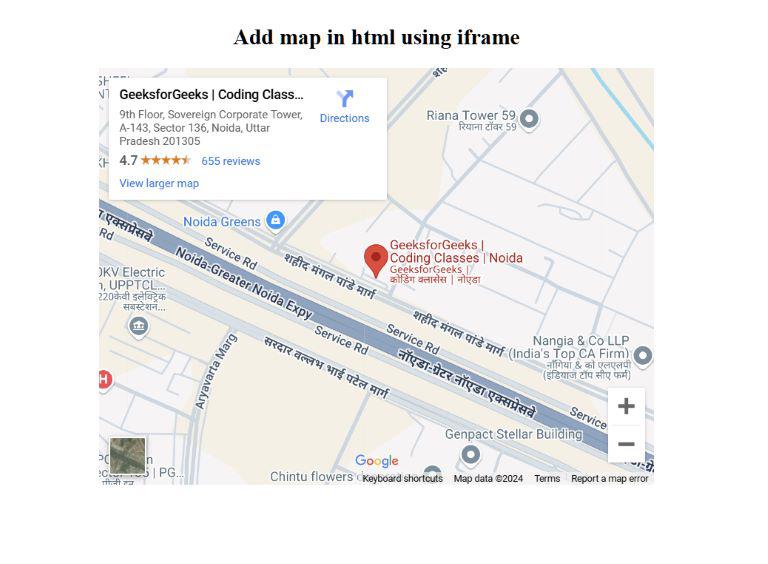 Add map in html using iframe
GeeksforGeeks | Coding Class...
9th Floor, Sovereign Corporate Tower,
A-143, Sector 136, Noida, Uttar
Pradesh 201305
Directions
4.7
655 reviews
View larger map
Riana Tower 59
रियाना टॉवर 59
Noida Greens
एक्सप्रेसवे
Rd
Service Rd
Noida-Greater Noida Expy
शहीद मंगल पांडे मार्ग
GeeksforGeeks |
Coding Classes | Noida
GeeksforGeeks |
कोडिंग क्लासेस | नोएडा
0KV Electric
n, UPPTCL...
220केवी इलेक्ट्रिक
सबस्टेशन...
Service Rd
Service Rd
शहीद मंगल पांडे मार्ग
नॉएडा-ग्रेटर नॉएडा एक्सप्रेसवे
सरदार वल्लभ भाई पटेल मार्ग
Aryavarta Marg
Nangia & Co LLP
(India's Top CA Firm)
नांगिया & को एलएलपी
(इंडियाज टॉप सीए फर्म)
H
+
−
Service
Genpact Stellar Building
Google
Chintu flowers
Keyboard shortcuts
Map data ©2024
Terms
Report a map error